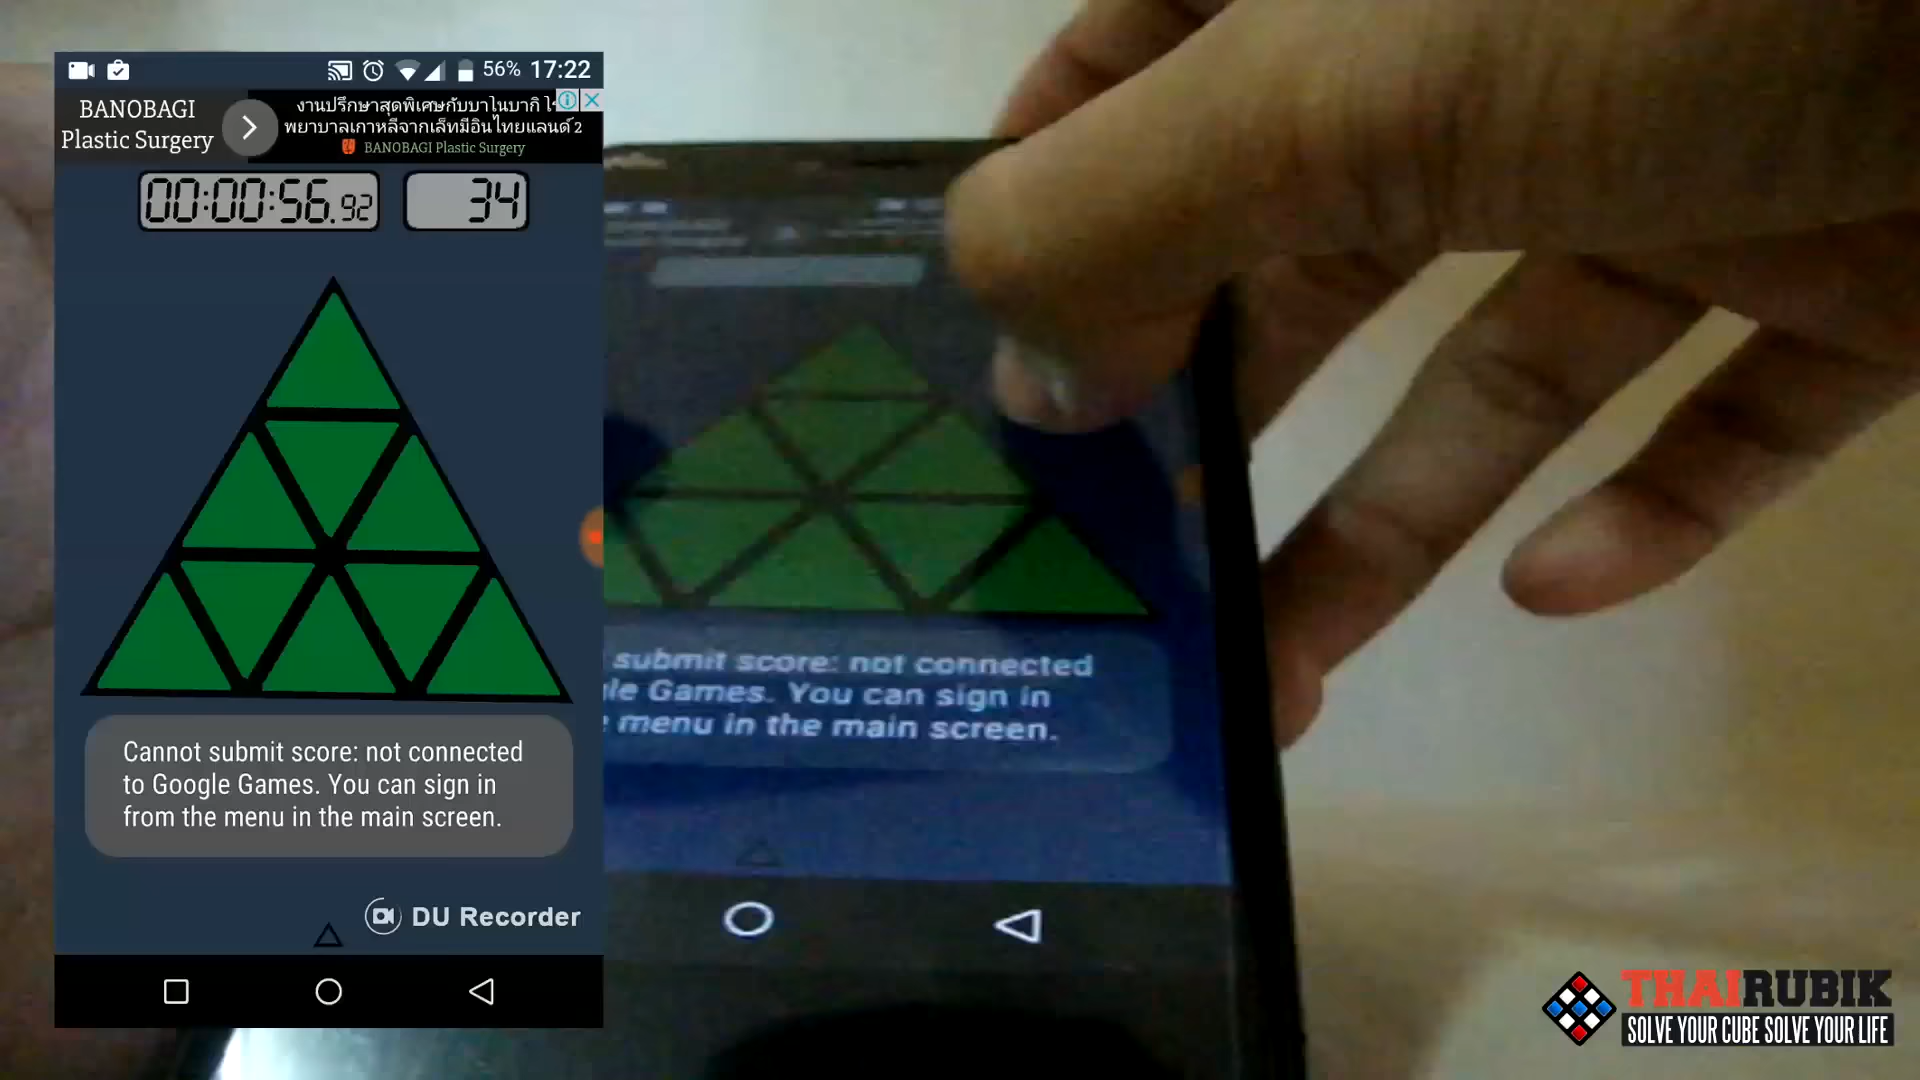 56% 17:22
BANOBAGI
Plastic Surgery
งานปรึกษาสุดพิเศษกับบาโนบากิ
พยาบาลเกาหลีจากเล็ทมีอินไทยแลนด์2
BANOBAGI Plastic Surgery
00:00:56.92
34
Cannot submit score: not connected
to Google Games. You can sign in
from the menu in the main screen.
DU Recorder
submit score: not connected
Games. You can sign in
menu in the main screen.
THAIRUBIK
SOLVE YOUR CUBE SOLVE YOUR LIFE